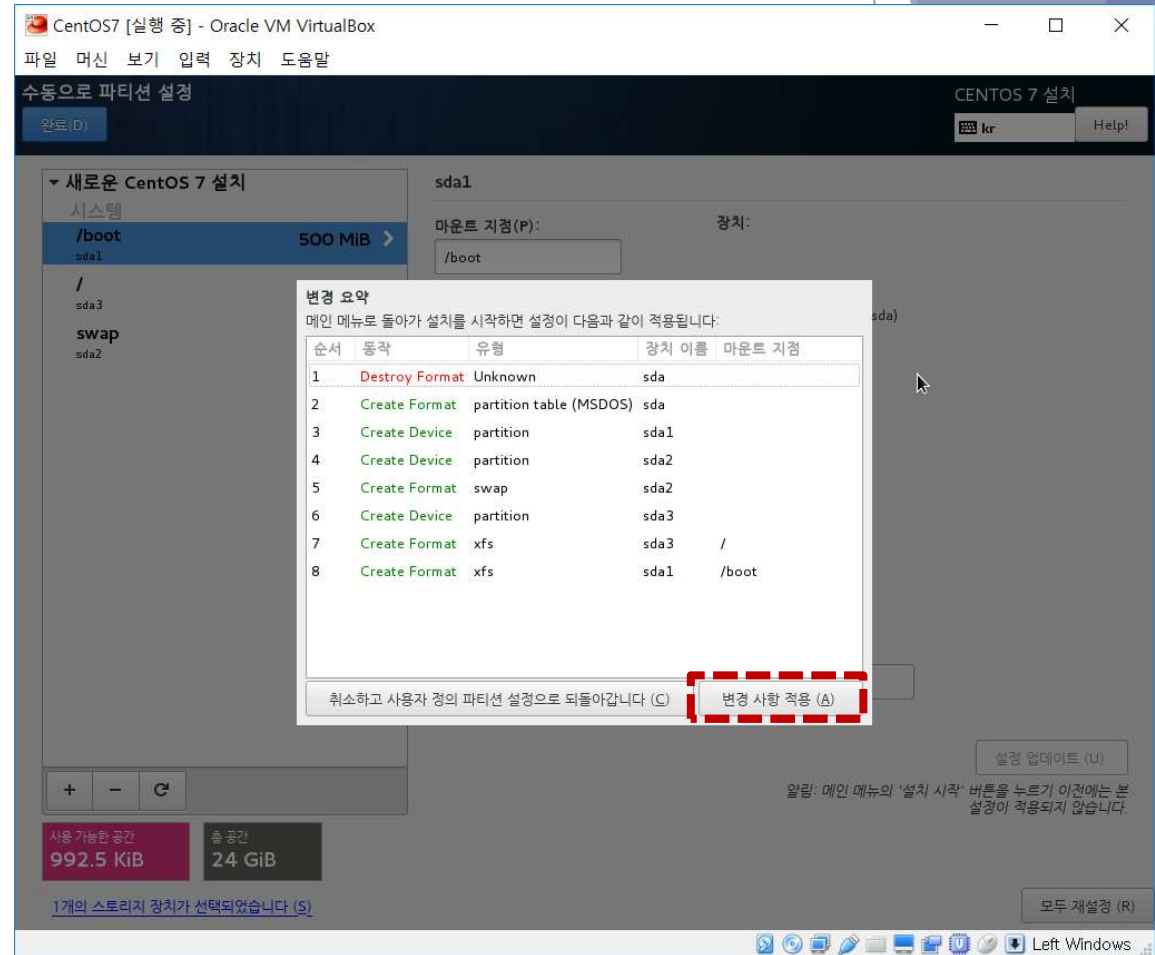 CentOS7 [실행 중] - Oracle VM VirtualBox
파일 머신 보기 입력 장치 도움말
수동으로 파티션 설정
CENTOS 7 설치
완료(D)
kr
Help!
새로운 CentOS 7 설치
sda1
시스템
/boot
500 MiB
sda1
마운트 지점(P):
장치:
/boot
/
sda3
swap
sda2
sda)
변경 요약
메인 메뉴로 돌아가 설치를 시작하면 설정이 다음과 같이 적용됩니다:
순서 동작 유형 장치 이름 마운트 지점
1 Destroy Format Unknown sda
2 Create Format partition table (MSDOS) sda
3 Create Device partition sda1
4 Create Device partition sda2
5 Create Format swap sda2
6 Create Device partition sda3
7 Create Format xfs sda3 /
8 Create Format xfs sda1 /boot
취소하고 사용자 정의 파티션 설정으로 되돌아갑니다 (C)
변경 사항 적용 (A)
설정 업데이트 (U)
알림: 메인 메뉴의 '설치 시작' 버튼을 누르기 이전에는 본
설정이 적용되지 않습니다.
사용 가능한 공간
992.5 KiB
총 공간
24 GiB
1개의 스토리지 장치가 선택되었습니다 (S)
모두 재설정 (R)
Left Windows